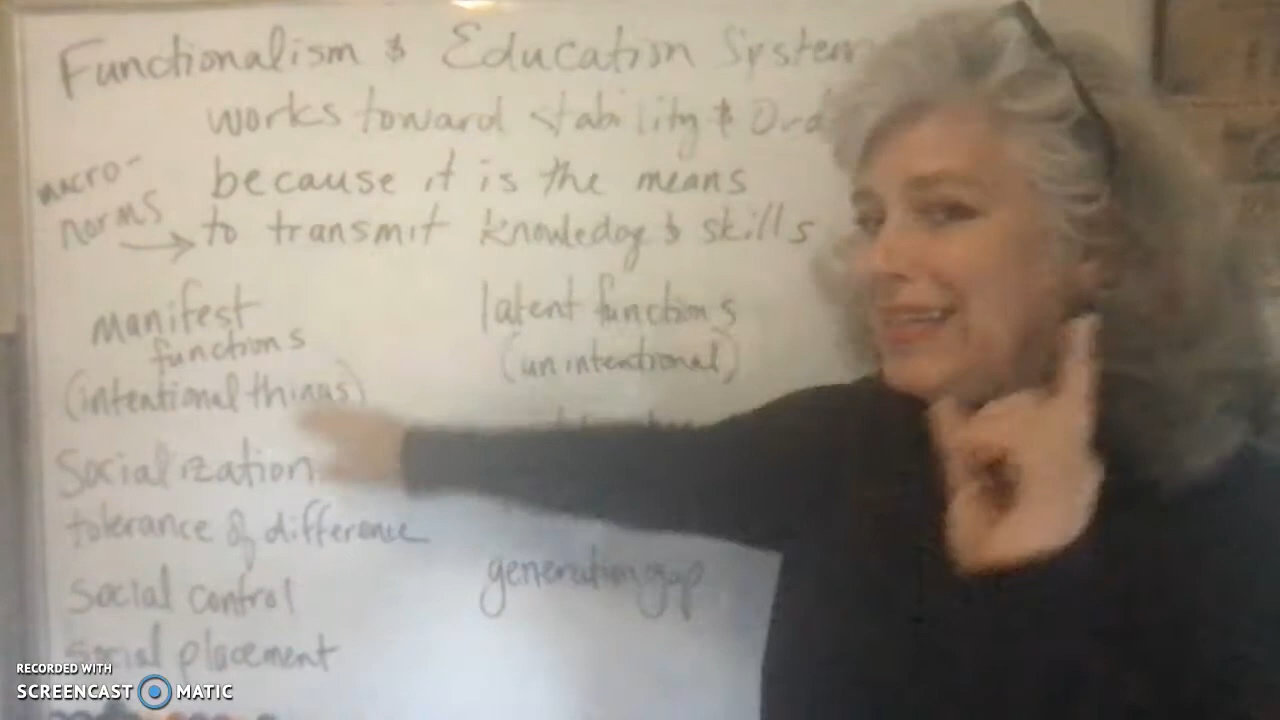 Functionalism & Education System
works toward stability &
macro-
norms
because it is the means
to transmit knowledge & skills
manifest
functions
(intentional things)
latent functions
(unintentional)
Socialization
tolerance of difference
social control
social placement
generation gap
RECORDED WITH
SCREENCAST MATIC